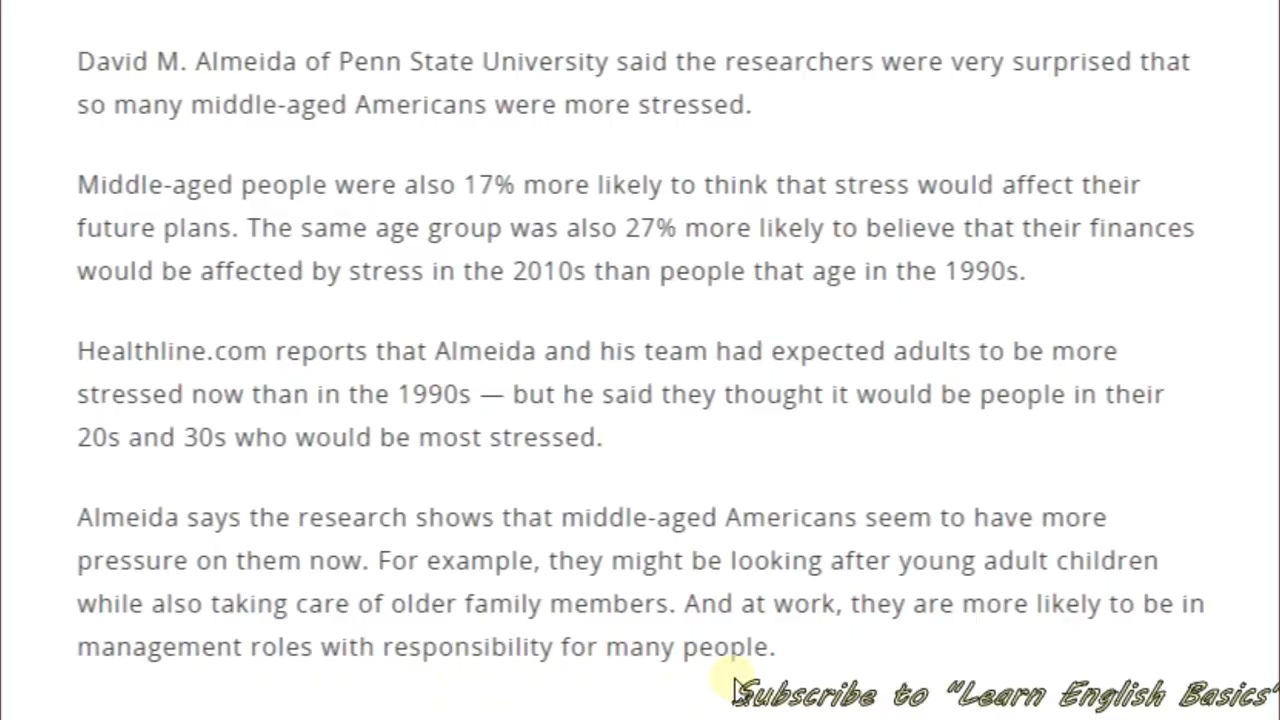 David M. Almeida of Penn State University said the researchers were very surprised that
so many middle-aged Americans were more stressed.
Middle-aged people were also 17% more likely to think that stress would affect their
future plans. The same age group was also 27% more likely to believe that their finances
would be affected by stress in the 2010s than people that age in the 1990s.
Healthline.com reports that Almeida and his team had expected adults to be more
stressed now than in the 1990s — but he said they thought it would be people in their
20s and 30s who would be most stressed.
Almeida says the research shows that middle-aged Americans seem to have more
pressure on them now. For example, they might be looking after young adult children
while also taking care of older family members. And at work, they are more likely to be in
management roles with responsibility for many people.
Subscribe to "Learn English Basics"